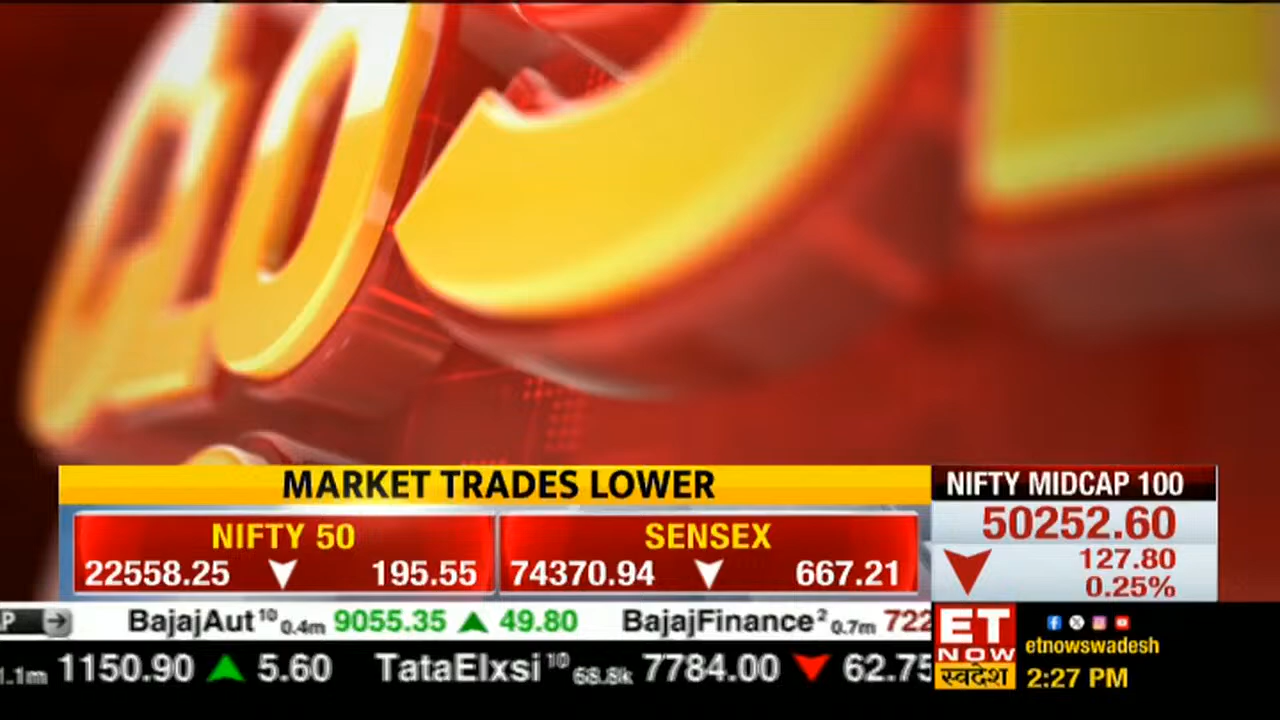 MARKET TRADES LOWER
NIFTY 50
22558.25 195.55
SENSEX
74370.94 667.21
NIFTY MIDCAP 100
50252.60
127.80
0.25%
P BajajAut 10 0.4m 9055.35 49.80 BajajFinance 2 0.7m 722
.1m 1150.90 5.60 TataElxsi 10 68.8k 7784.00 62.75
ET
NOW
स्वदेश
etnowswadesh
2:27 PM